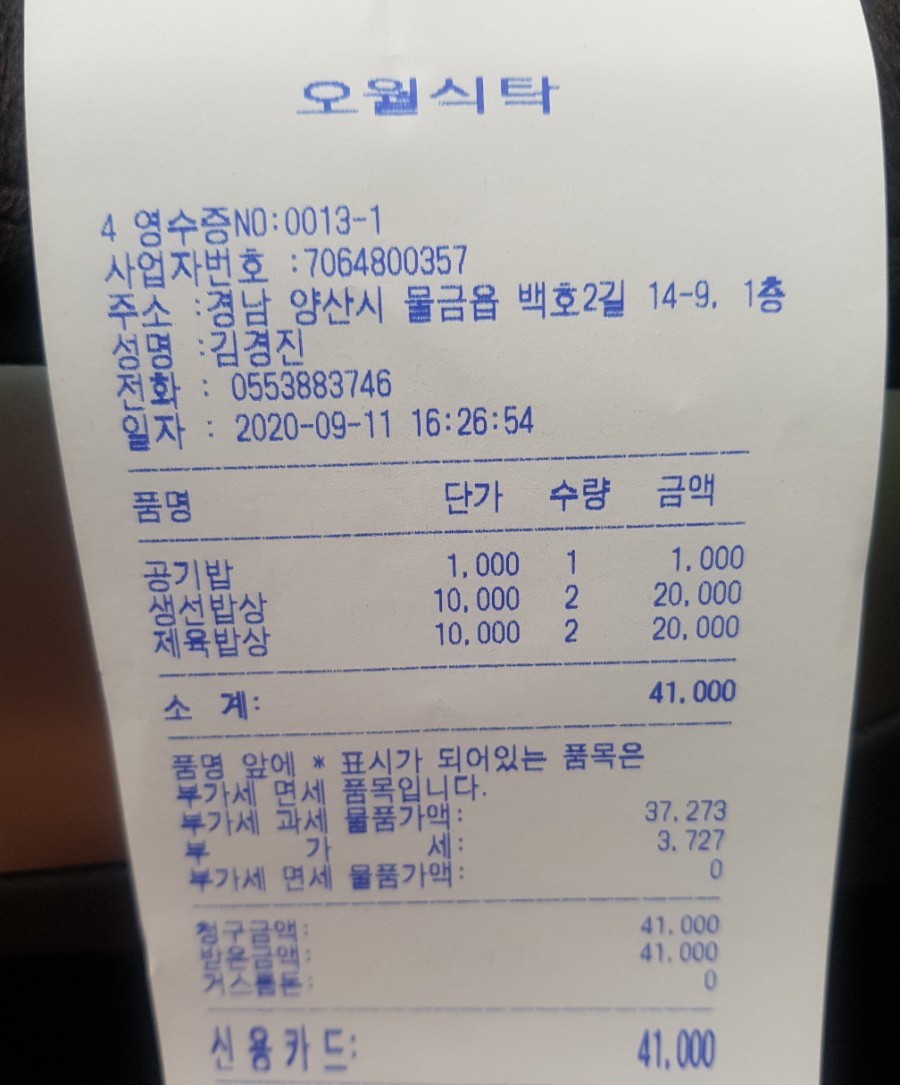 오월식탁
4 영수증NO:0013-1
사업자번호 :7064800357
주소 :경남 양산시 물금읍 백호2길 14-9, 1층
성명 :김경진
전화 : 0553883746
일자 : 2020-09-11 16:26:54
품명 단가 수량 금액
공기밥 1,000 1 1,000
생선밥상 10,000 2 20,000
제육밥상 10,000 2 20,000
소 계: 41,000
품명 앞에 * 표시가 되어있는 품목은
부가세 면세 품목입니다.
부가세 과세 물품가액: 37,273
부 가 세: 3,727
부가세 면세 물품가액: 0
청구금액: 41,000
받은금액: 41,000
거스름돈: 0
신용카드: 41,000